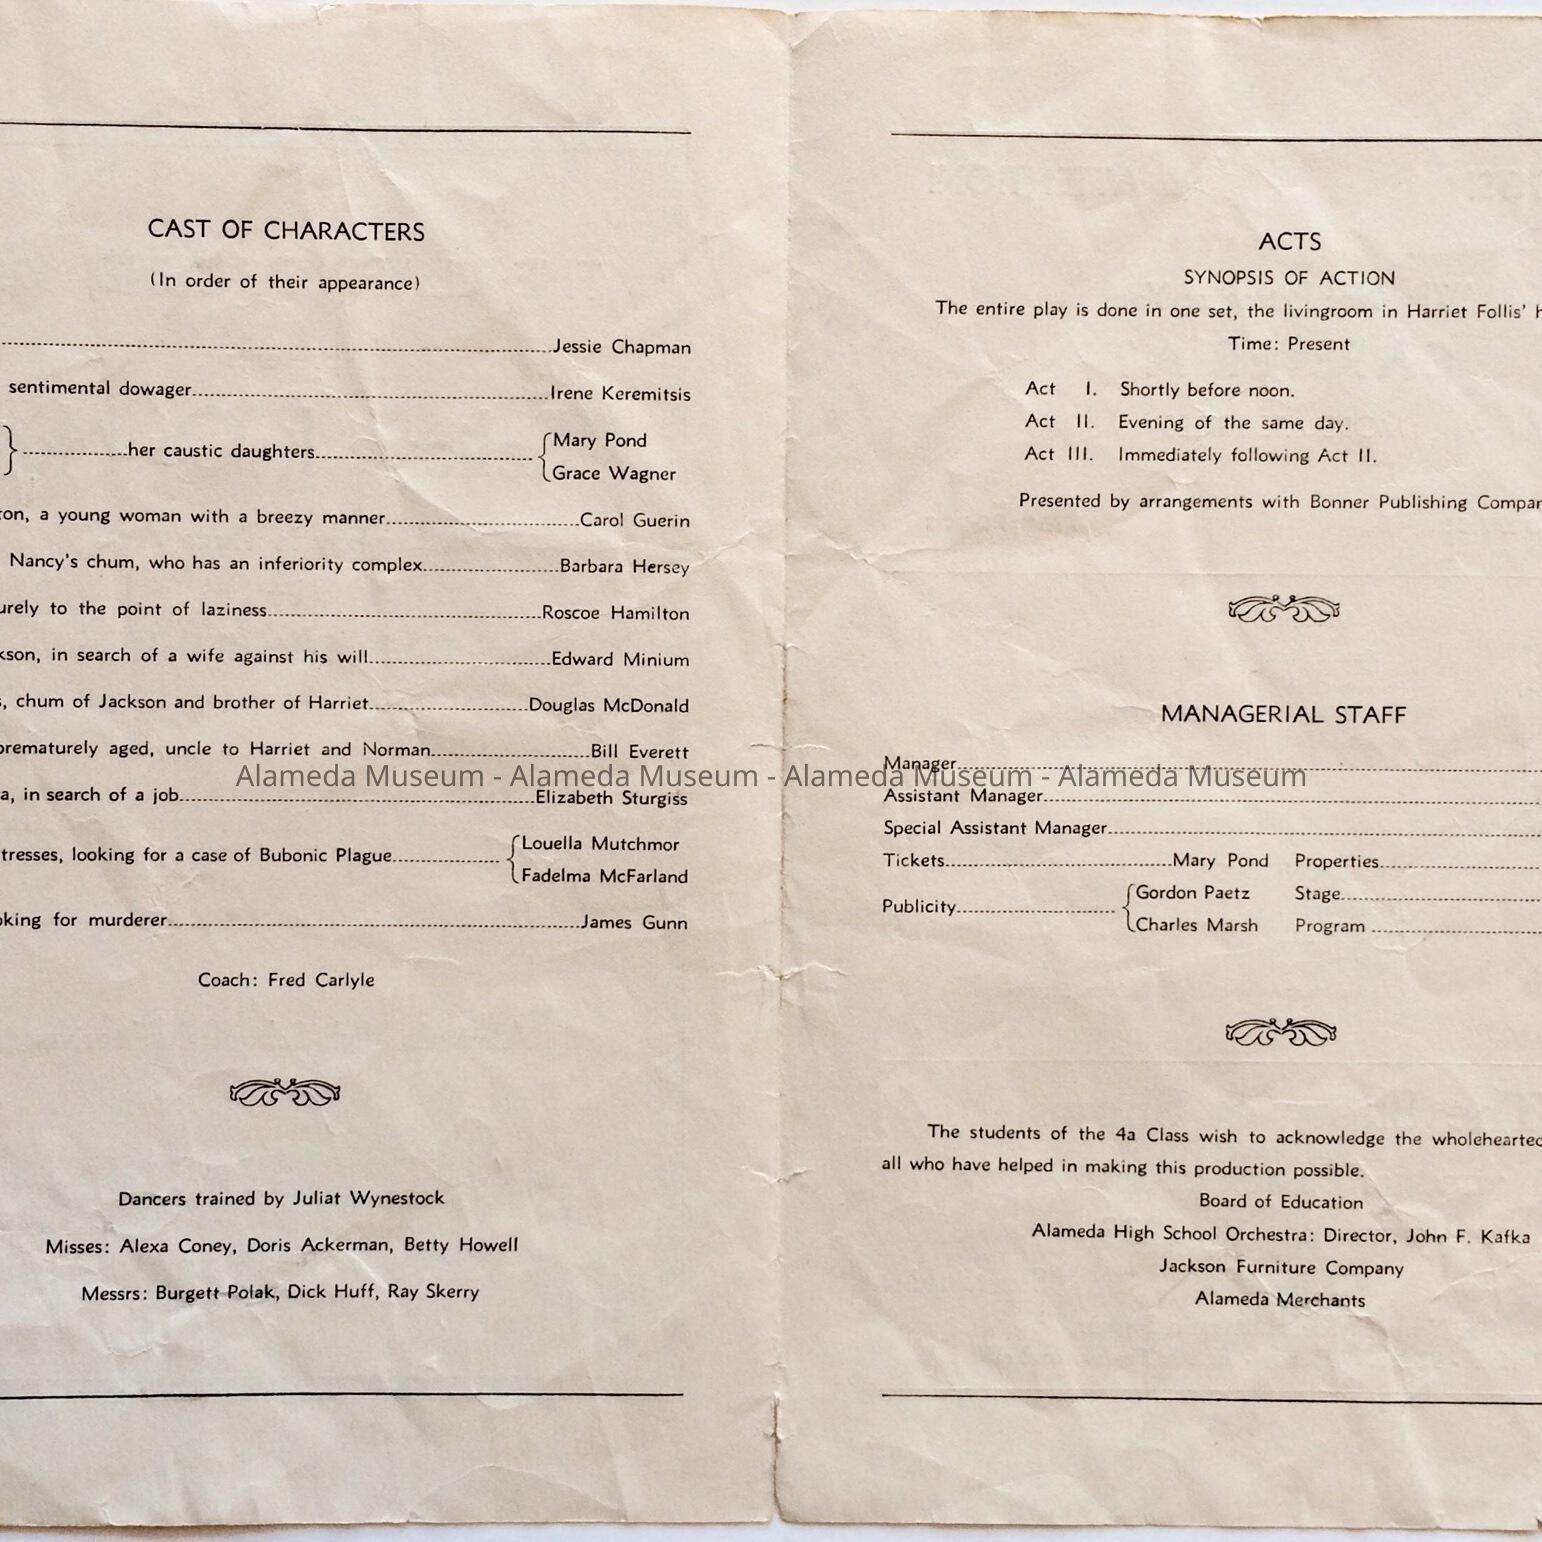 CAST OF CHARACTERS
(In order of their appearance)
Jessie Chapman
sentimental dowager Irene Keremitsis
her caustic daughters Mary Pond
Grace Wagner
a young woman with a breezy manner Carol Guerin
Nancy's chum, who has an inferiority complex Barbara Hersey
to the point of laziness Roscoe Hamilton
in search of a wife against his will Edward Minium
chum of Jackson and brother of Harriet Douglas McDonald
prematurely aged, uncle to Harriet and Norman Bill Everett
in search of a job Elizabeth Sturgiss
looking for a case of Bubonic Plague Louella Mutchmor
Fadelma McFarland
for murderer James Gunn
Coach: Fred Carlyle
Dancers trained by Juliat Wynestock
Misses: Alexa Coney, Doris Ackerman, Betty Howell
Messrs: Burgett Polak, Dick Huff, Ray Skerry
ACTS
SYNOPSIS OF ACTION
The entire play is done in one set, the livingroom in Harriet Follis'
Time: Present
Act I. Shortly before noon.
Act II. Evening of the same day.
Act III. Immediately following Act II.
Presented by arrangements with Bonner Publishing
MANAGERIAL STAFF
Manager
Assistant Manager
Special Assistant Manager
Tickets Mary Pond Properties
Publicity Gordon Paetz Stage
Charles Marsh Program
The students of the 4a Class wish to acknowledge the
all who have helped in making this production possible.
Board of Education
Alameda High School Orchestra: Director, John F. Kafka
Jackson Furniture Company
Alameda Merchants
Alameda Museum - Alameda Museum - Alameda Museum - Alameda Museum